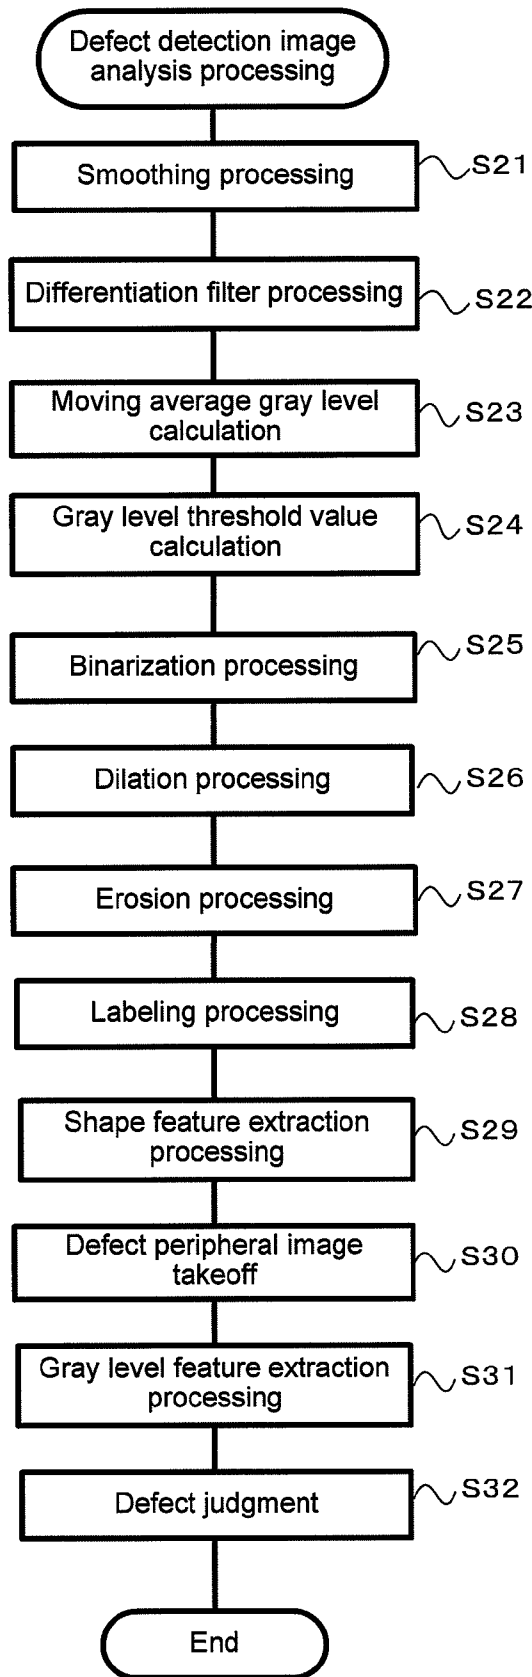 Defect detection image
analysis processing
Smoothing processing
S21
Differentiation filter processing
S22
Moving average gray level
calculation
S23
Gray level threshold value
calculation
S24
Binarization processing
S25
Dilation processing
S26
Erosion processing
S27
Labeling processing
S28
Shape feature extraction
processing
S29
Defect peripheral image
takeoff
S30
Gray level feature extraction
processing
S31
Defect judgment
S32
End